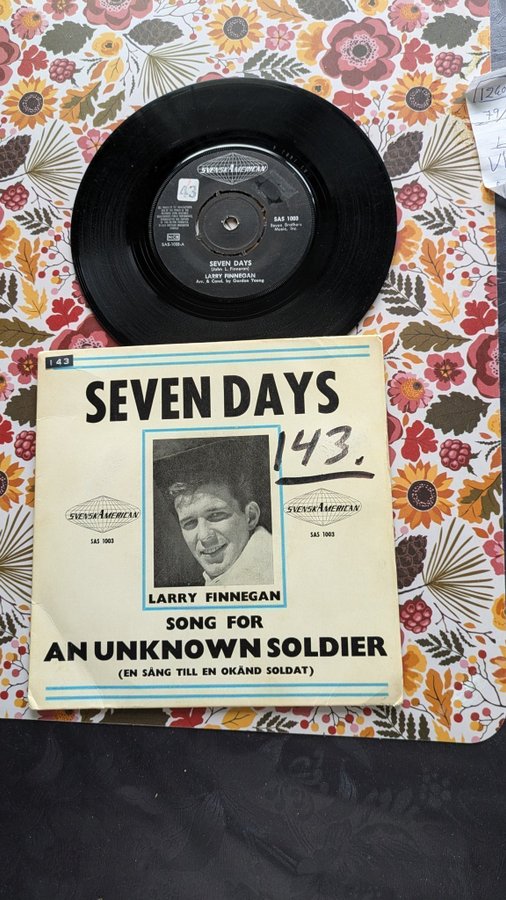 SVENSKAMERICAN
43
SAS 1003
Seven Brothers
Music, Inc.
SAS-1003-A
SEVEN DAYS
(John L. Finneran)
LARRY FINNEGAN
Arr. & Cond. by Gordon Young
143
SEVEN DAYS
143.
SVENSKAMERICAN
SAS 1003
SVENSKAMERICAN
SAS 1003
LARRY FINNEGAN
SONG FOR
AN UNKNOWN SOLDIER
(EN SÅNG TILL EN OKÄND SOLDAT)